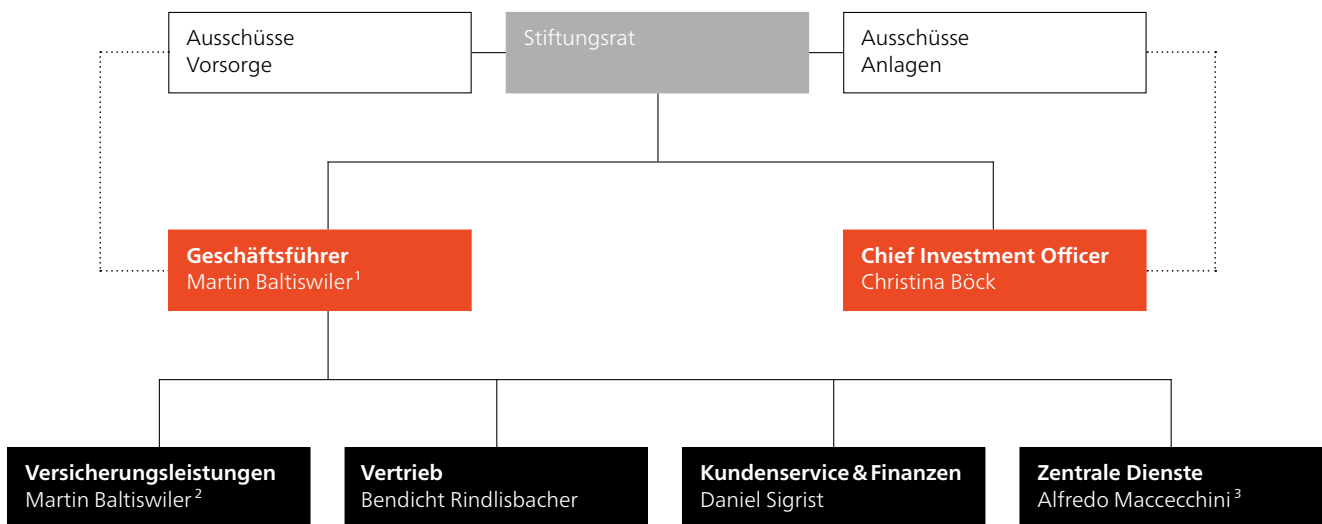 Ausschüsse
Vorsorge
Stiftungsrat
Ausschüsse
Anlagen
Geschäftsführer
Martin Baltiswiler¹
Chief Investment Officer
Christina Böck
Versicherungsleistungen
Martin Baltiswiler²
Vertrieb
Bendicht Rindlisbacher
Kundenservice & Finanzen
Daniel Sigrist
Zentrale Dienste
Alfredo Maccecchini³